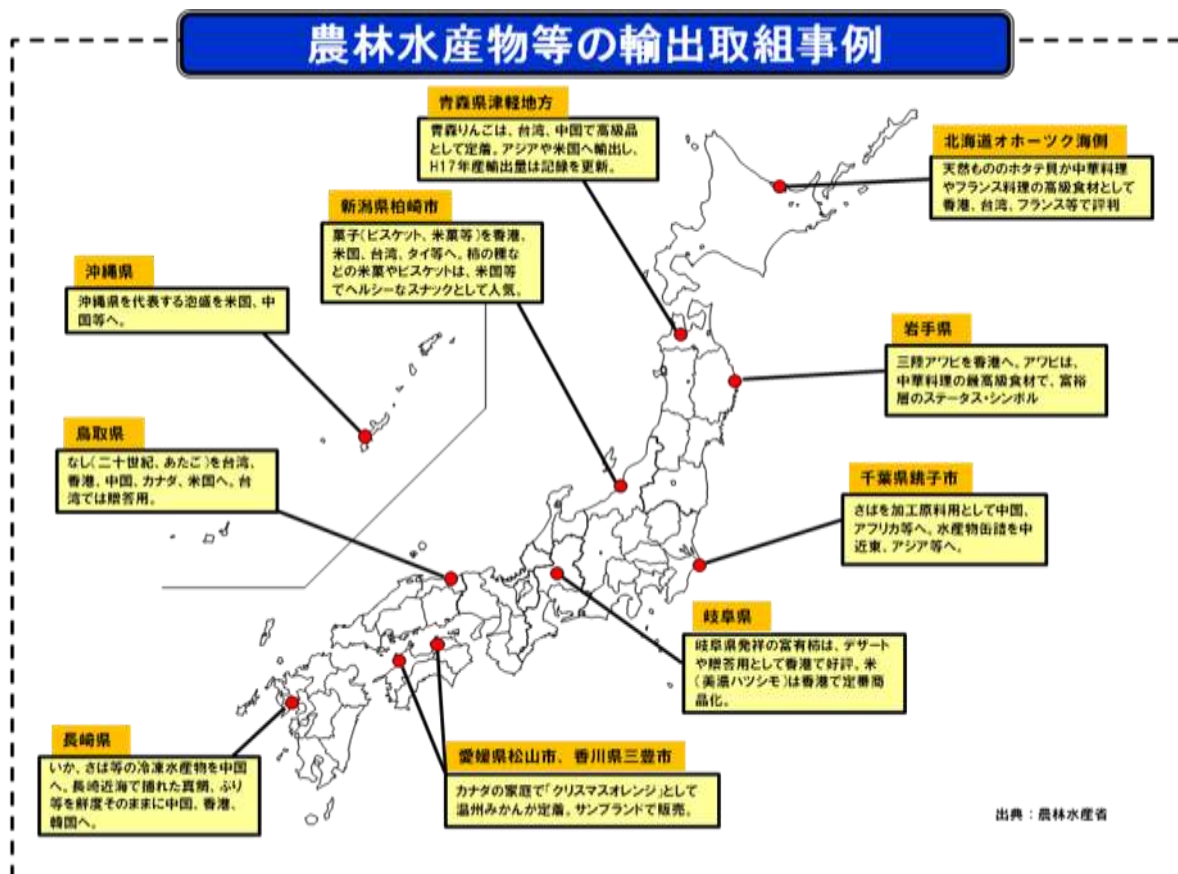 農林水産物等の輸出取組事例
青森県津軽地方
青森りんごは、台湾、中国で高級品
として定着。アジアや米国へ輸出し、
H17年産輸出量は記録を更新。
北海道オホーツク海側
天然もののホタテ貝が中華料理
やフランス料理の高級食材として
香港、台湾、フランス等で評判
新潟県柏崎市
菓子(ビスケット、米菓等)を香港、
米国、台湾、タイ等へ。柿の種な
どの米菓やビスケットは、米国等
でヘルシーなスナックとして人気。
沖縄県
沖縄県を代表する泡盛を米国、中
国等へ。
岩手県
三陸アワビを香港へ。アワビは、
中華料理の最高級食材で、富裕
層のステータス・シンボル
鳥取県
なし(二十世紀、あたご)を台湾、
香港、中国、カナダ、米国へ。台
湾では贈答用。
千葉県銚子市
さばを加工原料用として中国、
アフリカ等へ。水産物缶詰を中
近東、アジア等へ。
岐阜県
岐阜県発祥の富有柿は、デザート
や贈答用として香港で好評。米
(美濃ハツシモ)は香港で定番商
品化。
長崎県
いか、さば等の冷凍水産物を中国
へ。長崎近海で捕れた真鯛、ぶり
等を鮮度そのままに中国、香港、
韓国へ。
愛媛県松山市、香川県三豊市
カナダの家庭で「クリスマスオレンジ」として
温州みかんが定着。サンブランドで販売。
出典：農林水産省